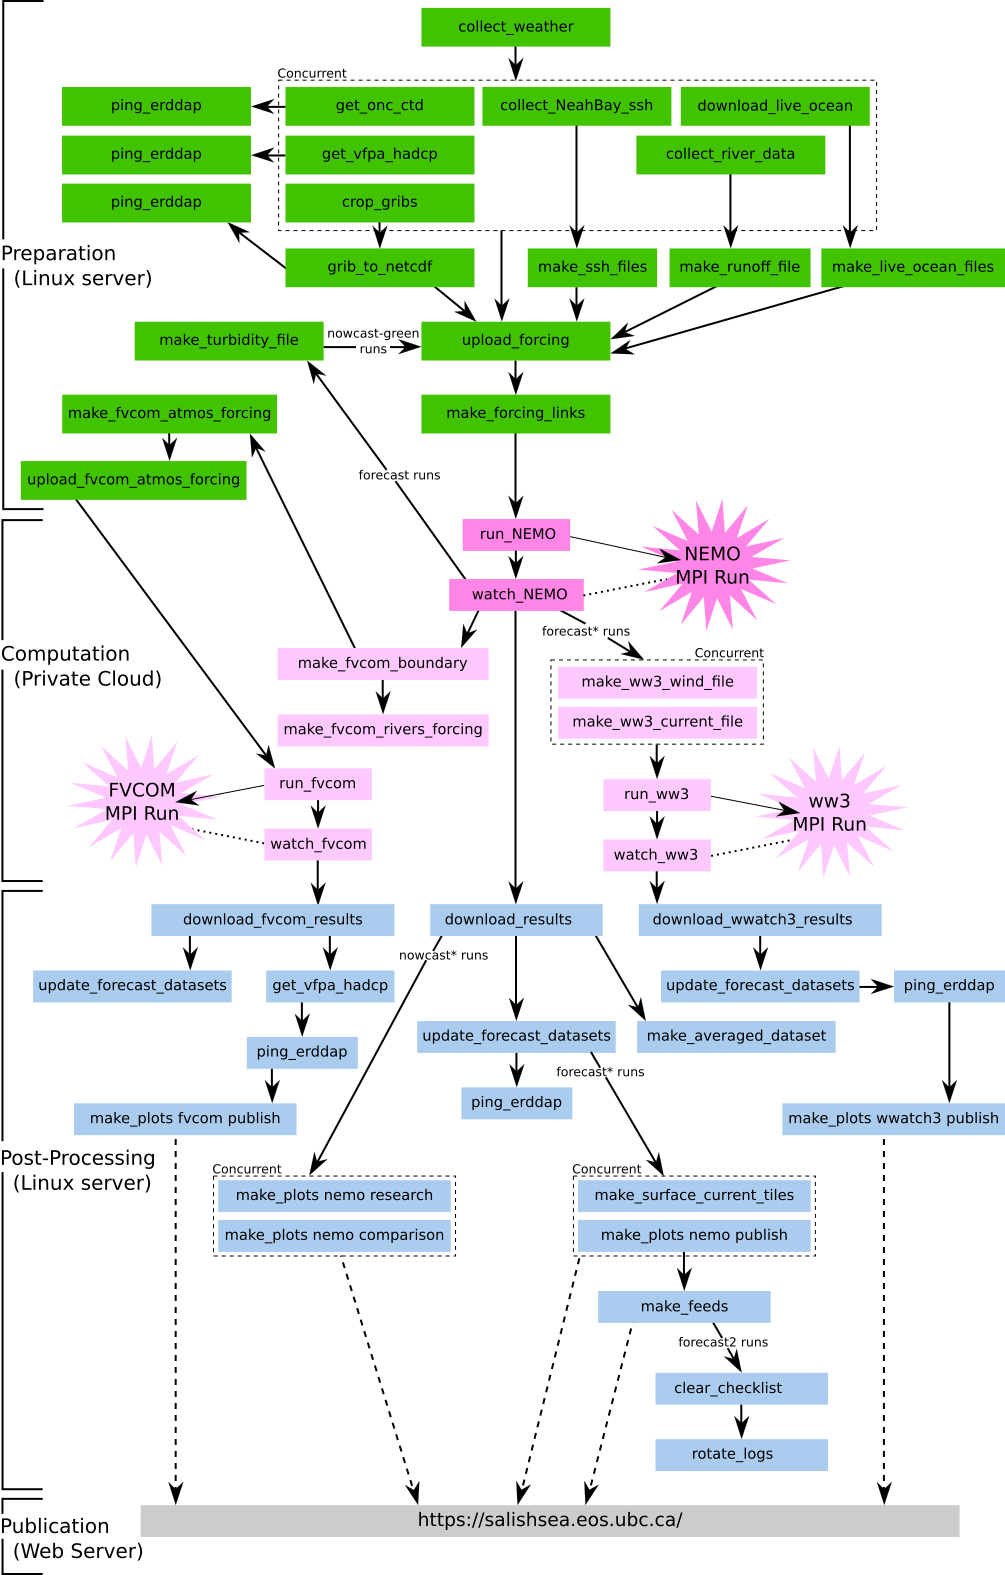 collect_weather
Concurrent
ping_erddap
get_onc_ctd
collect_NeahBay_ssh
download_live_ocean
ping_erddap
get_vfpa_hadcp
collect_river_data
ping_erddap
crop_gribs
Preparation
(Linux server)
grib_to_netcdf
make_ssh_files
make_runoff_file
make_live_ocean_files
make_turbidity_file
nowcast-green
runs
upload_forcing
make_fvcom_atmos_forcing
make_forcing_links
upload_fvcom_atmos_forcing
forecast runs
run_NEMO
NEMO
MPI Run
watch_NEMO
forecast* runs
Computation
(Private Cloud)
Concurrent
make_fvcom_boundary
make_ww3_wind_file
make_fvcom_rivers_forcing
make_ww3_current_file
FVCOM
MPI Run
run_fvcom
run_ww3
ww3
MPI Run
watch_fvcom
watch_ww3
download_fvcom_results
download_results
download_wwatch3_results
nowcast* runs
update_forecast_datasets
get_vfpa_hadcp
update_forecast_datasets
ping_erddap
ping_erddap
update_forecast_datasets
make_averaged_dataset
forecast* runs
ping_erddap
make_plots fvcom publish
make_plots wwatch3 publish
Post-Processing
(Linux server)
Concurrent
Concurrent
make_plots nemo research
make_surface_current_tiles
make_plots nemo comparison
make_plots nemo publish
make_feeds
forecast2 runs
clear_checklist
rotate_logs
Publication
(Web Server)
https://salishsea.eos.ubc.ca/